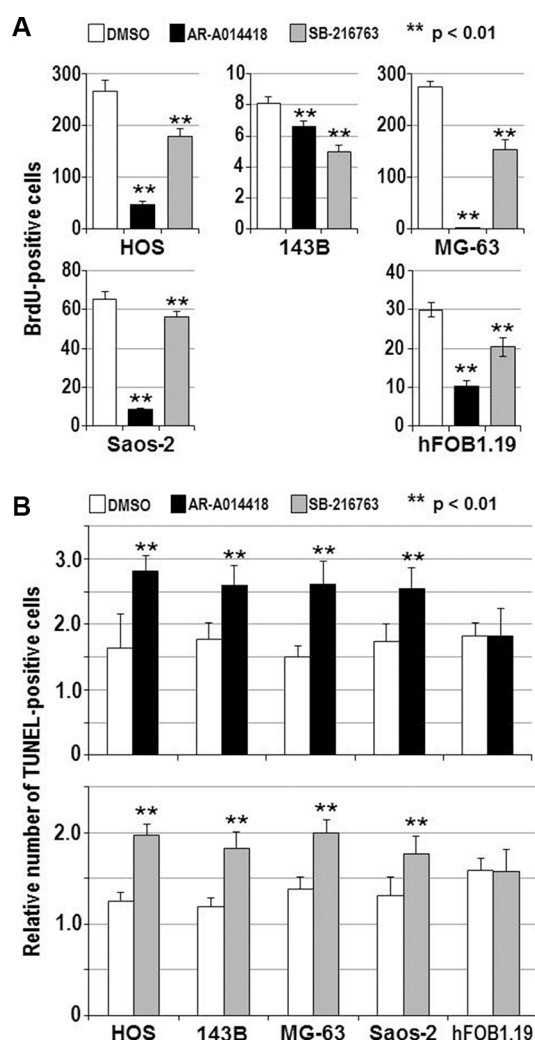 A
DMSO AR-A014418 SB-216763 ** p < 0.01
BrdU-positive cells
300
200
100
0
** **
HOS
10
8
6
4
2
0
** **
143B
300
200
100
0
** **
MG-63
80
60
40
20
0
** **
Saos-2
40
30
20
10
0
** **
hFOB1.19
B
DMSO AR-A014418 SB-216763 ** p < 0.01
Relative number of TUNEL-positive cells
3.0
2.0
1.0
0
** ** ** **
2.0
1.0
0
** ** ** **
HOS 143B MG-63 Saos-2 hFOB1.19